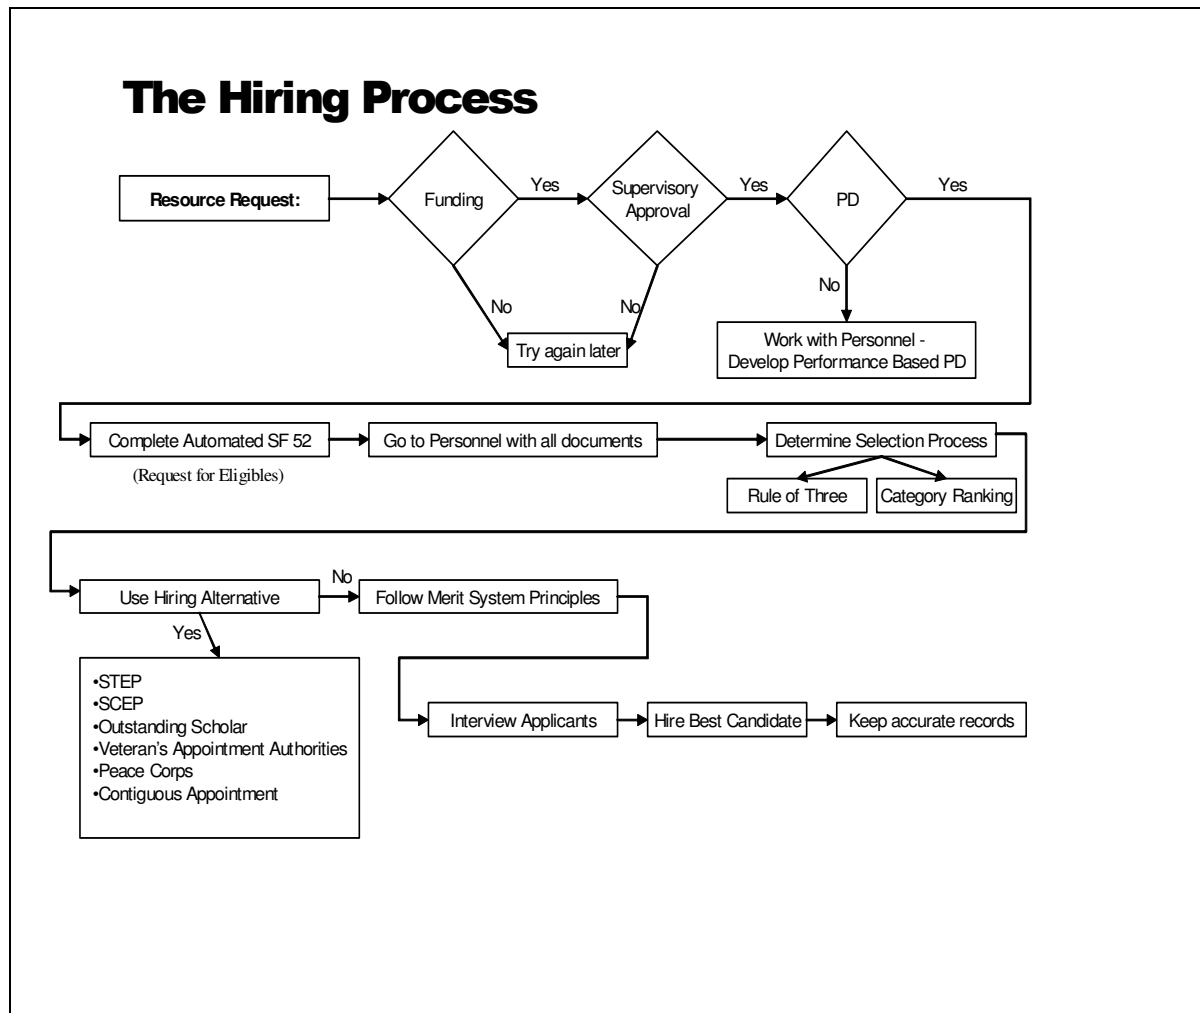 The Hiring Process
Resource Request:
Funding
Yes
Supervisory
Approval
Yes
PD
Yes
No
No
No
Try again later
Work with Personnel -
Develop Performance Based PD
Complete Automated SF 52
Go to Personnel with all documents
Determine Selection Process
(Request for Eligibles)
Rule of Three
Category Ranking
Use Hiring Alternative
No
Follow Merit System Principles
Yes
•STEP
•SCEP
•Outstanding Scholar
•Veteran's Appointment Authorities
•Peace Corps
•Contiguous Appointment
Interview Applicants
Hire Best Candidate
Keep accurate records